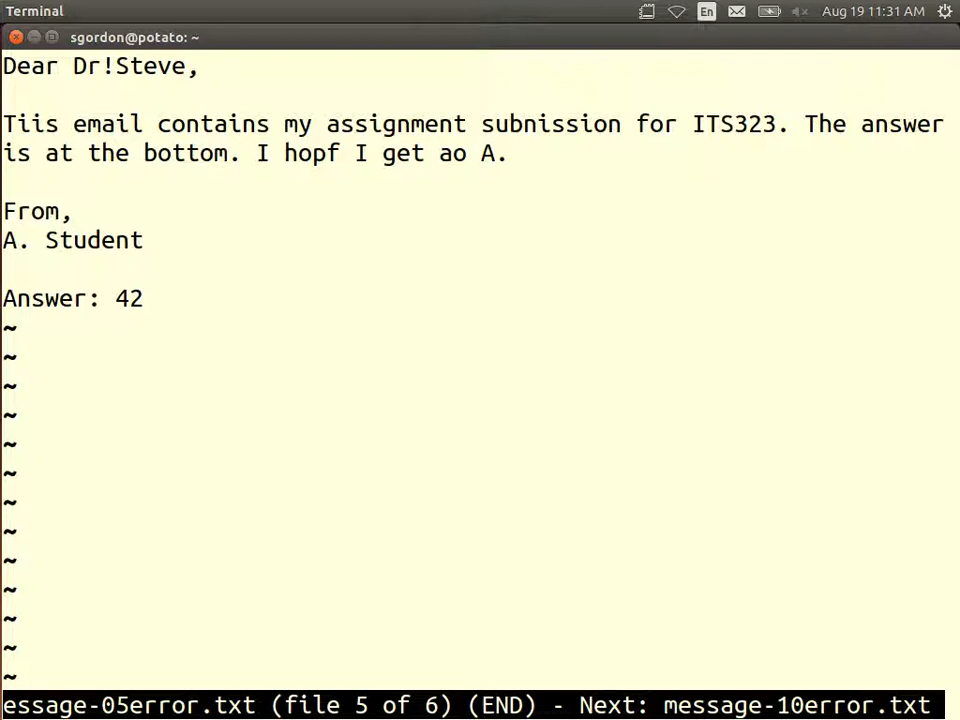 Terminal
En
Aug 19 11:31 AM
sgordon@potato: ~
Dear Dr!Steve,
Tiis email contains my assignment subnission for ITS323. The answer
is at the bottom. I hopf I get ao A.
From,
A. Student
Answer: 42
~
~
~
~
~
~
~
~
~
~
~
~
~
essage-05error.txt (file 5 of 6) (END) - Next: message-10error.txt